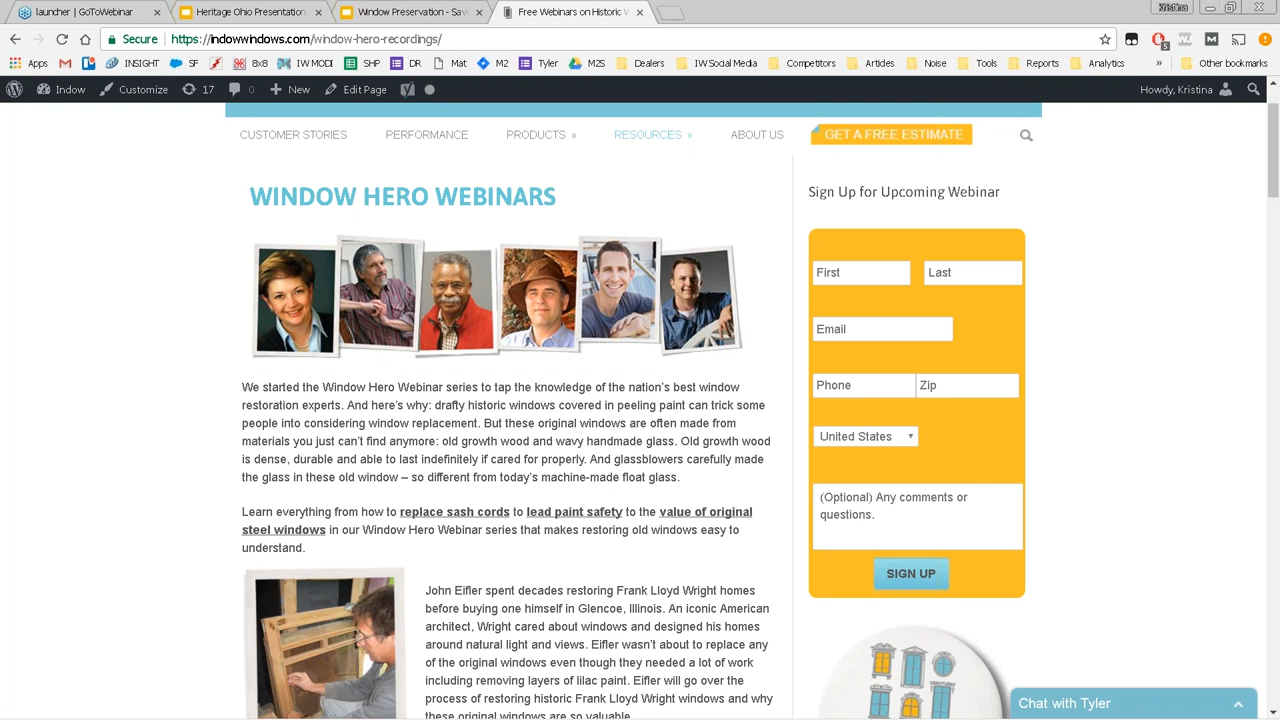 launcher | GoToWebinar
Heritage Ohio Presentation
Window Preservation - Sav
Free Webinars on Historic W
Kristina
Secure
https://indowwindows.com/window-hero-recordings/
5
Apps
INSIGHT
SF
BxB
IW MODI
SHP
DR
Mat
M2
Tyler
M2S
Dealers
IW Social Media
Competitors
Articles
Noise
Tools
Reports
Analytics
»
Other bookmarks
Indow
Customize
17
0
New
Edit Page
Howdy, Kristina
CUSTOMER STORIES
PERFORMANCE
PRODUCTS »
RESOURCES »
ABOUT US
GET A FREE ESTIMATE
WINDOW HERO WEBINARS
We started the Window Hero Webinar series to tap the knowledge of the nation's best window
restoration experts. And here's why: drafty historic windows covered in peeling paint can trick some
people into considering window replacement. But these original windows are often made from
materials you just can't find anymore: old growth wood and wavy handmade glass. Old growth wood
is dense, durable and able to last indefinitely if cared for properly. And glassblowers carefully made
the glass in these old window – so different from today's machine-made float glass.
Learn everything from how to replace sash cords to lead paint safety to the value of original
steel windows in our Window Hero Webinar series that makes restoring old windows easy to
understand.
John Eifler spent decades restoring Frank Lloyd Wright homes
before buying one himself in Glencoe, Illinois. An iconic American
architect, Wright cared about windows and designed his homes
around natural light and views. Eifler wasn't about to replace any
of the original windows even though they needed a lot of work
including removing layers of lilac paint. Eifler will go over the
process of restoring historic Frank Lloyd Wright windows and why
these original windows are so valuable.
Sign Up for Upcoming Webinar
First
Last
Email
Phone
Zip
United States
(Optional) Any comments or
questions.
SIGN UP
Chat with Tyler